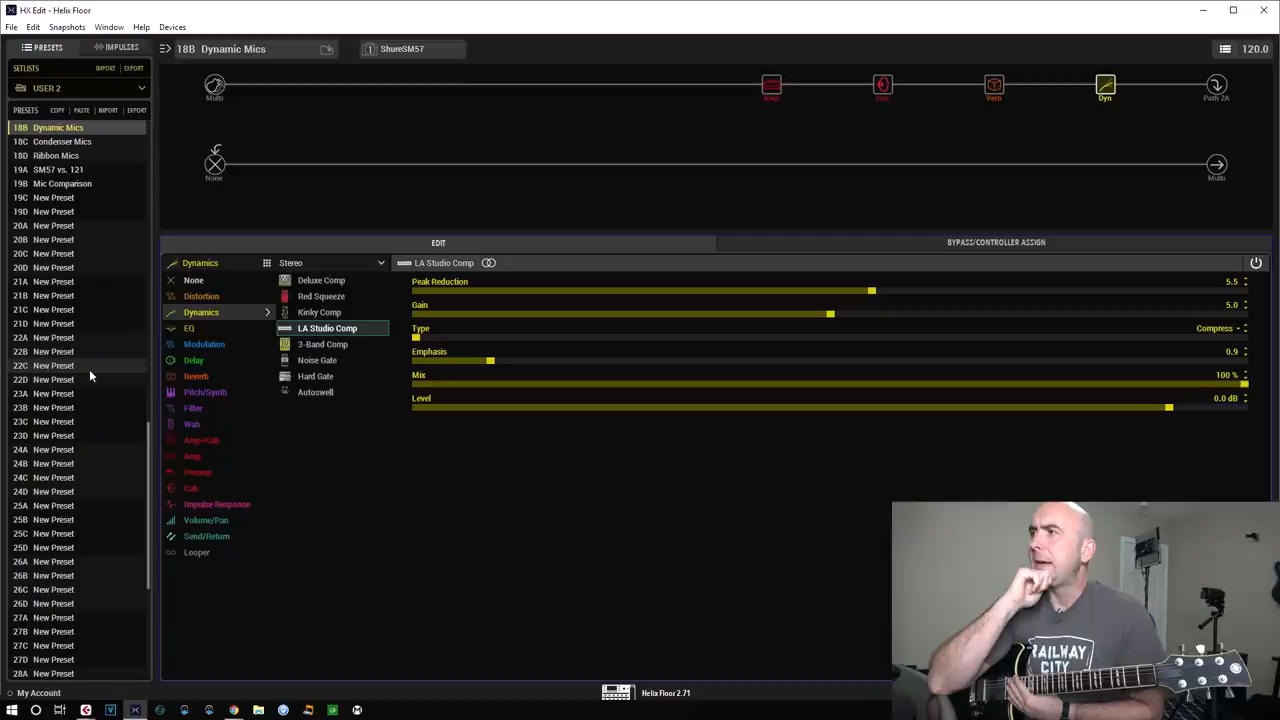 HX Edit - Helix Floor
File Edit Snapshots Window Help Devices
PRESETS IMPULSES
18B Dynamic Mics
1 ShureSM57
120.0
SETLISTS IMPORT EXPORT
USER 2
PRESETS COPY PASTE IMPORT EXPORT
18B Dynamic Mics
18C Condenser Mics
18D Ribbon Mics
19A SM57 vs. 121
19B Mic Comparison
19C New Preset
19D New Preset
20A New Preset
20B New Preset
20C New Preset
20D New Preset
21A New Preset
21B New Preset
21C New Preset
21D New Preset
22A New Preset
22B New Preset
22C New Preset
22D New Preset
23A New Preset
23B New Preset
23C New Preset
23D New Preset
24A New Preset
24B New Preset
24C New Preset
24D New Preset
25A New Preset
25B New Preset
25C New Preset
25D New Preset
26A New Preset
26B New Preset
26C New Preset
26D New Preset
27A New Preset
27B New Preset
27C New Preset
27D New Preset
28A New Preset
My Account
Multi Amp Verb Dyn Path 2A
None Multi
EDIT BYPASS/CONTROLLER ASSIGN
Dynamics Stereo
None
Distortion
Dynamics
EQ
Modulation
Delay
Reverb
Pitch/Synth
Filter
Wah
Amp+Cab
Amp
Preamp
Cab
Impulse Response
Volume/Pan
Send/Return
Looper
Deluxe Comp
Red Squeeze
Kinky Comp
LA Studio Comp
3-Band Comp
Noise Gate
Hard Gate
Autoswell
LA Studio Comp
Peak Reduction 5.5
Gain 5.0
Type Compress
Emphasis 0.9
Mix 100 %
Level 0.0 dB
RAILWAY
CITY
Helix Floor 2.71